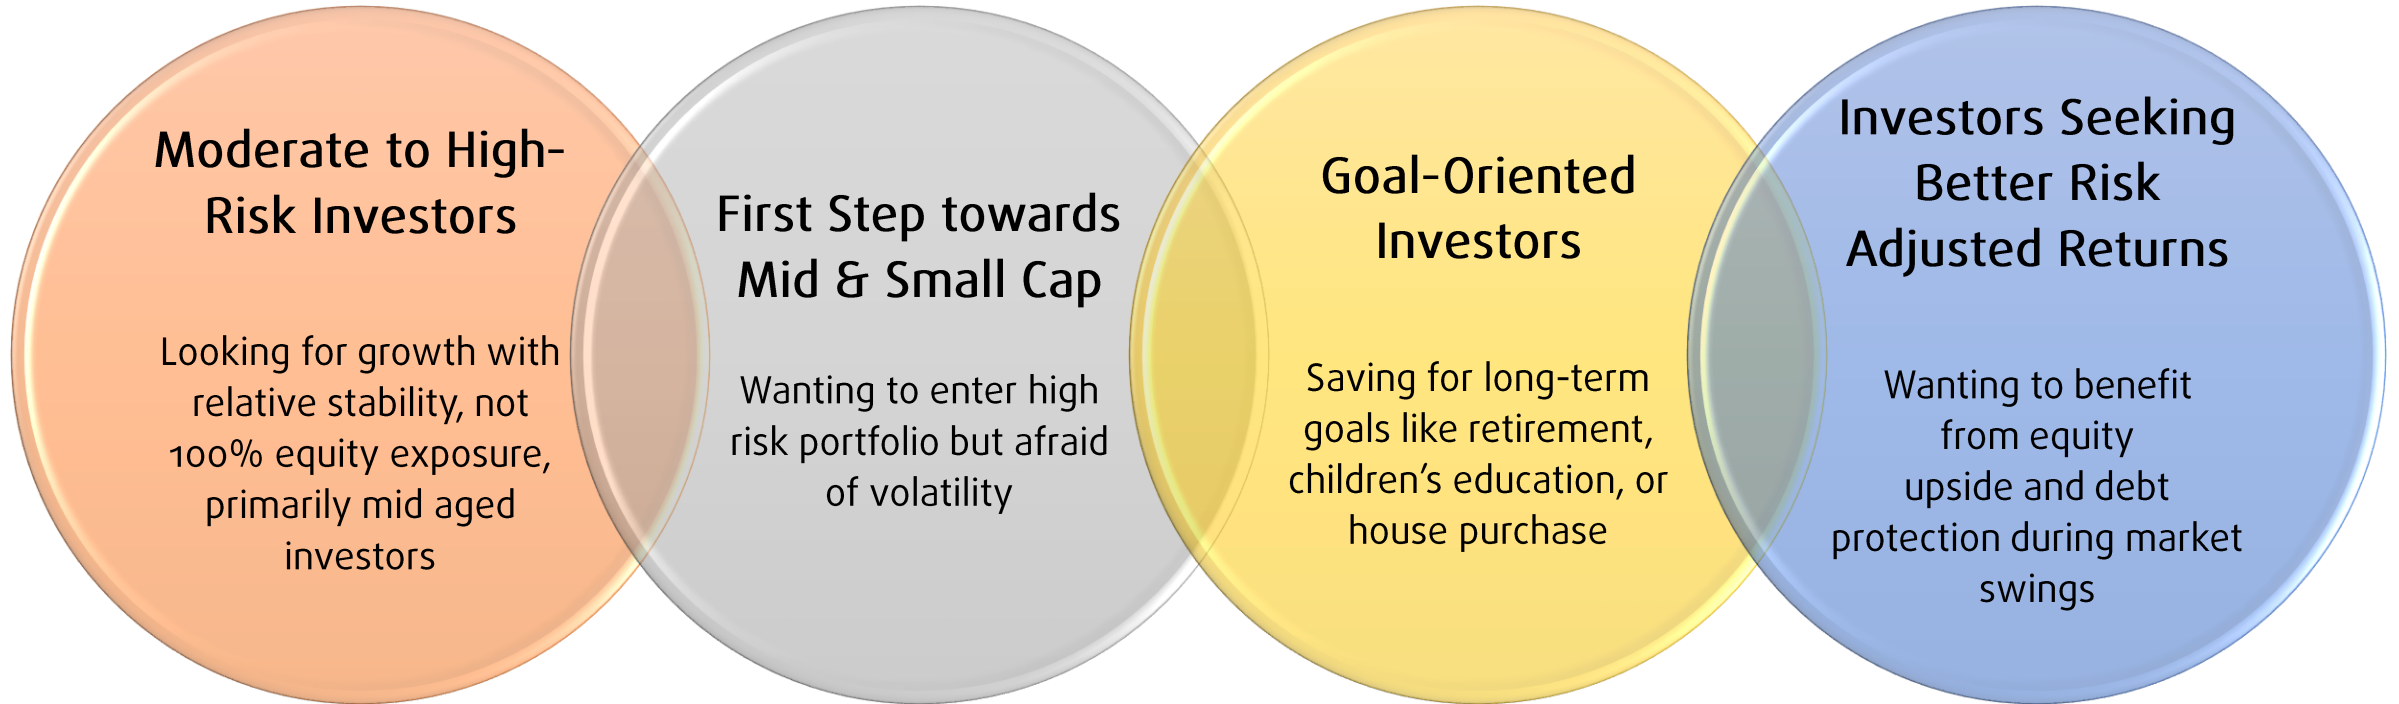 Moderate to High-
Risk Investors
Looking for growth with
relative stability, not
100% equity exposure,
primarily mid aged
investors
First Step towards
Mid & Small Cap
Wanting to enter high
risk portfolio but afraid
of volatility
Goal-Oriented
Investors
Saving for long-term
goals like retirement,
children’s education, or
house purchase
Investors Seeking
Better Risk
Adjusted Returns
Wanting to benefit
from equity
upside and debt
protection during market
swings